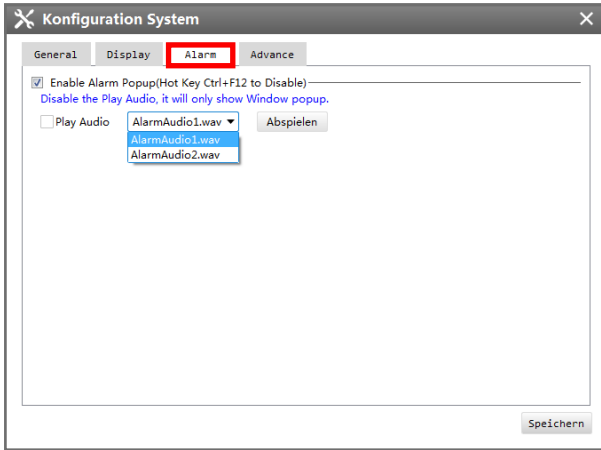 Konfiguration System
General Display Alarm Advance
Enable Alarm Popup(Hot Key Ctrl+F12 to Disable)
Disable the Play Audio, it will only show Window popup.
Play Audio AlarmAudio1.wav Abspielen
AlarmAudio1.wav
AlarmAudio2.wav
Speichern